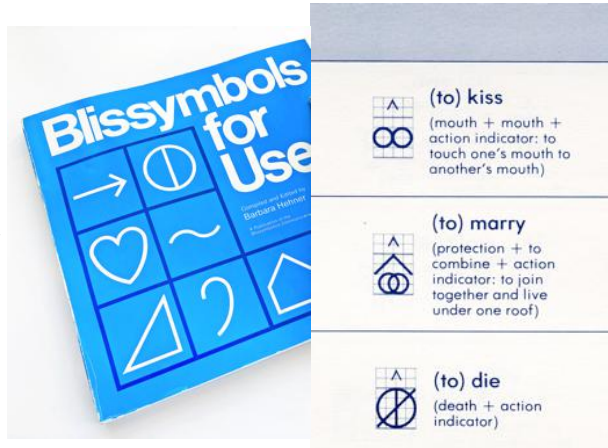 Blissymbols
for
Use
Compiled and Edited by
Barbara Hehner
(to) kiss
(mouth + mouth +
action indicator: to
touch one's mouth to
another's mouth)
(to) marry
(protection + to
combine + action
indicator: to join
together and live
under one roof)
(to) die
(death + action
indicator)